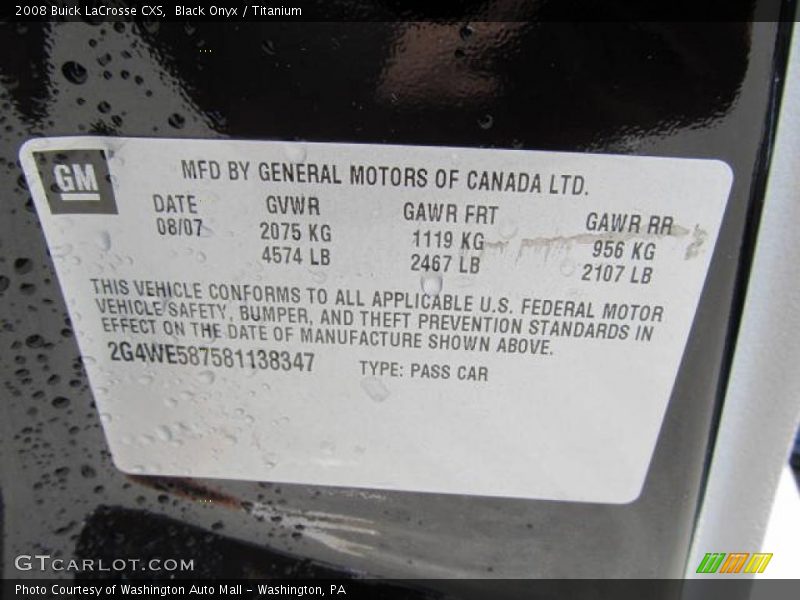 2008 Buick LaCrosse CXS, Black Onyx / Titanium
GM
MFD BY GENERAL MOTORS OF CANADA LTD.
DATE GVWR GAWR FRT GAWR RR
08/07 2075 KG 1119 KG 956 KG
4574 LB 2467 LB 2107 LB
THIS VEHICLE CONFORMS TO ALL APPLICABLE U.S. FEDERAL MOTOR
VEHICLE SAFETY, BUMPER, AND THEFT PREVENTION STANDARDS IN
EFFECT ON THE DATE OF MANUFACTURE SHOWN ABOVE.
2G4WE587581138347 TYPE: PASS CAR
GTCARLOT.COM
Photo Courtesy of Washington Auto Mall - Washington, PA